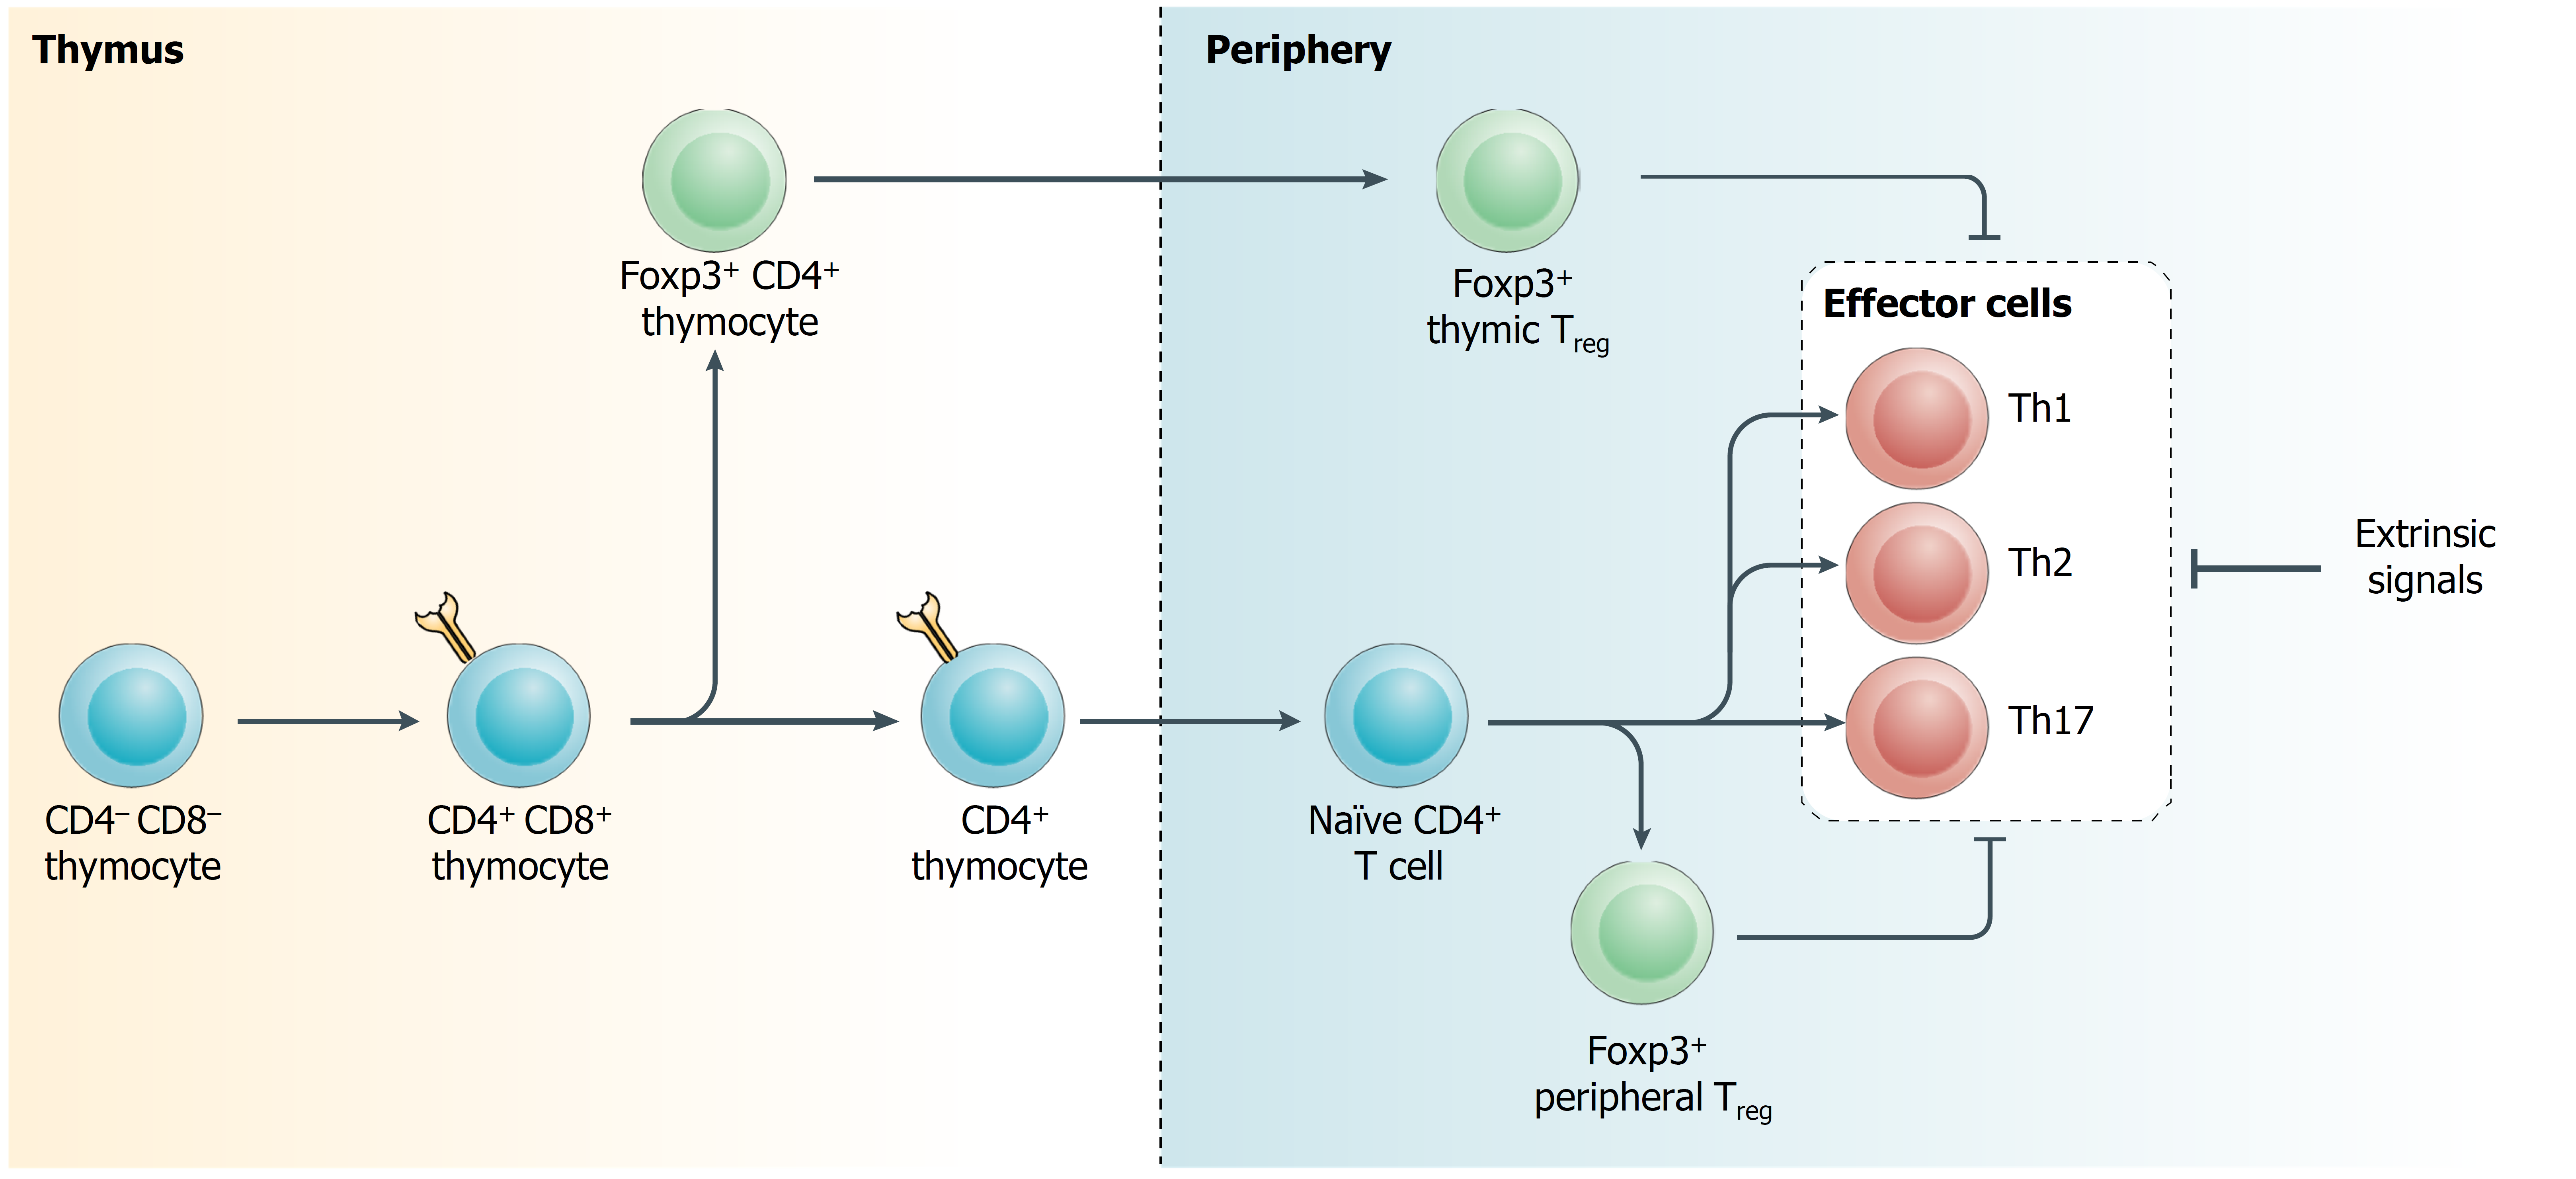 Thymus
Periphery
Foxp3⁺ CD4⁺
thymocyte
Foxp3⁺
thymic Treg
Effector cells
Th1
Th2
Th17
Extrinsic
signals
CD4⁻ CD8⁻
thymocyte
CD4⁺ CD8⁺
thymocyte
CD4⁺
thymocyte
Naïve CD4⁺
T cell
Foxp3⁺
peripheral Treg